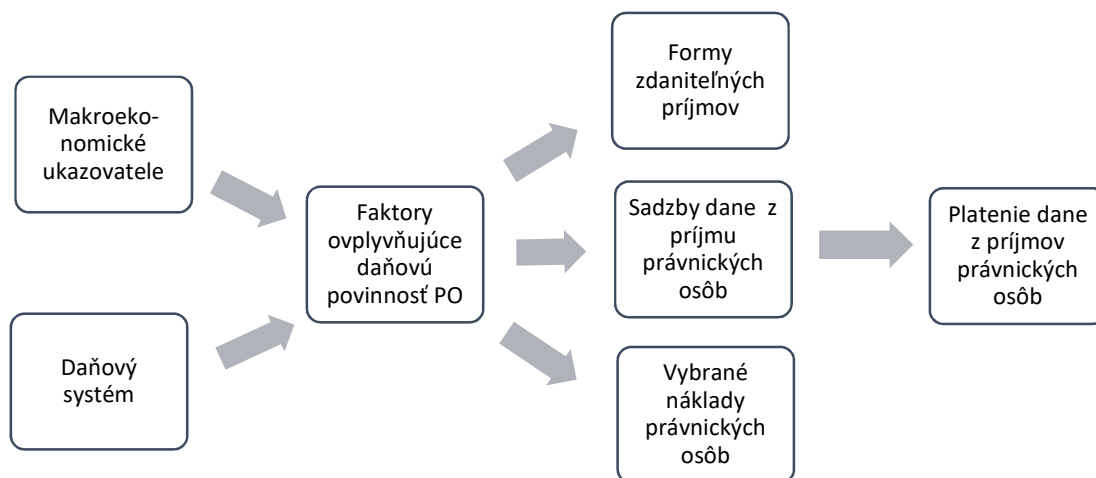 Makroeko-
nomické
ukazovatele
Daňový
systém
Faktory
ovplyvňujúce
daňovú
povinnosť PO
Formy
zdaniteľných
príjmov
Sadzby dane z
príjmu
právnických
osôb
Vybrané
náklady
právnických
osôb
Platenie dane
z príjmov
právnických
osôb